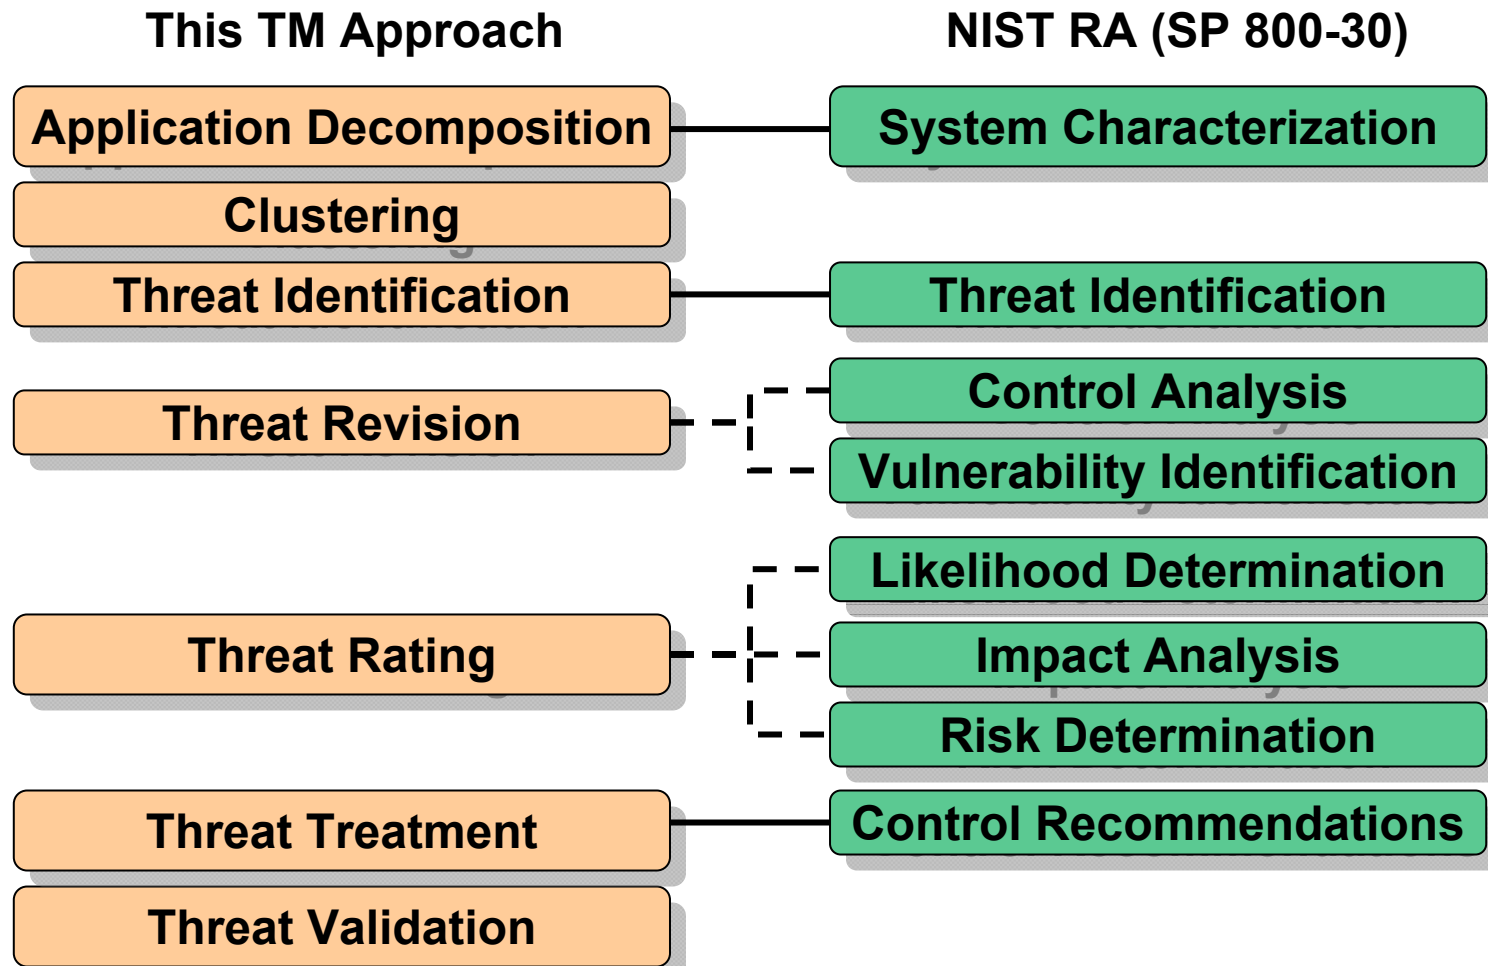 This TM Approach
NIST RA (SP 800-30)
Application Decomposition
System Characterization
Clustering
Threat Identification
Threat Identification
Threat Revision
Control Analysis
Vulnerability Identification
Likelihood Determination
Threat Rating
Impact Analysis
Risk Determination
Threat Treatment
Control Recommendations
Threat Validation